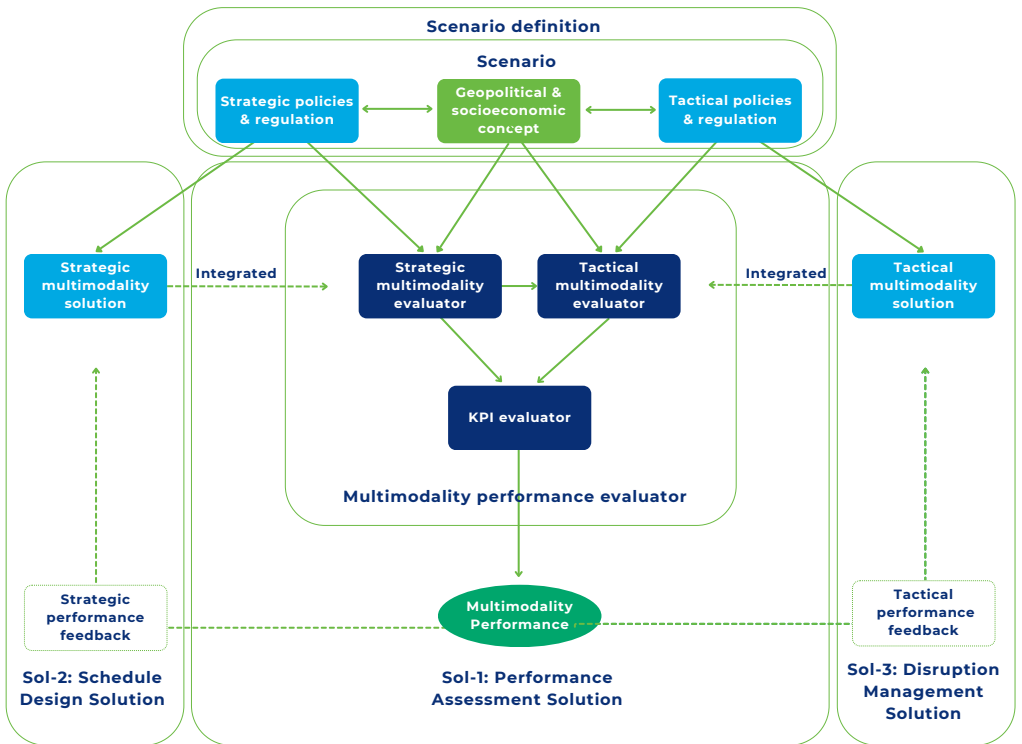 Scenario definition
Scenario
Strategic policies
& regulation
Geopolitical &
socioeconomic
concept
Tactical policies
& regulation
Strategic
multimodality
solution
Integrated
Strategic
multimodality
evaluator
Tactical
multimodality
evaluator
Integrated
Tactical
multimodality
solution
KPI evaluator
Multimodality performance evaluator
Strategic
performance
feedback
Multimodality
Performance
Tactical
performance
feedback
Sol-2: Schedule
Design Solution
Sol-1: Performance
Assessment Solution
Sol-3: Disruption
Management
Solution